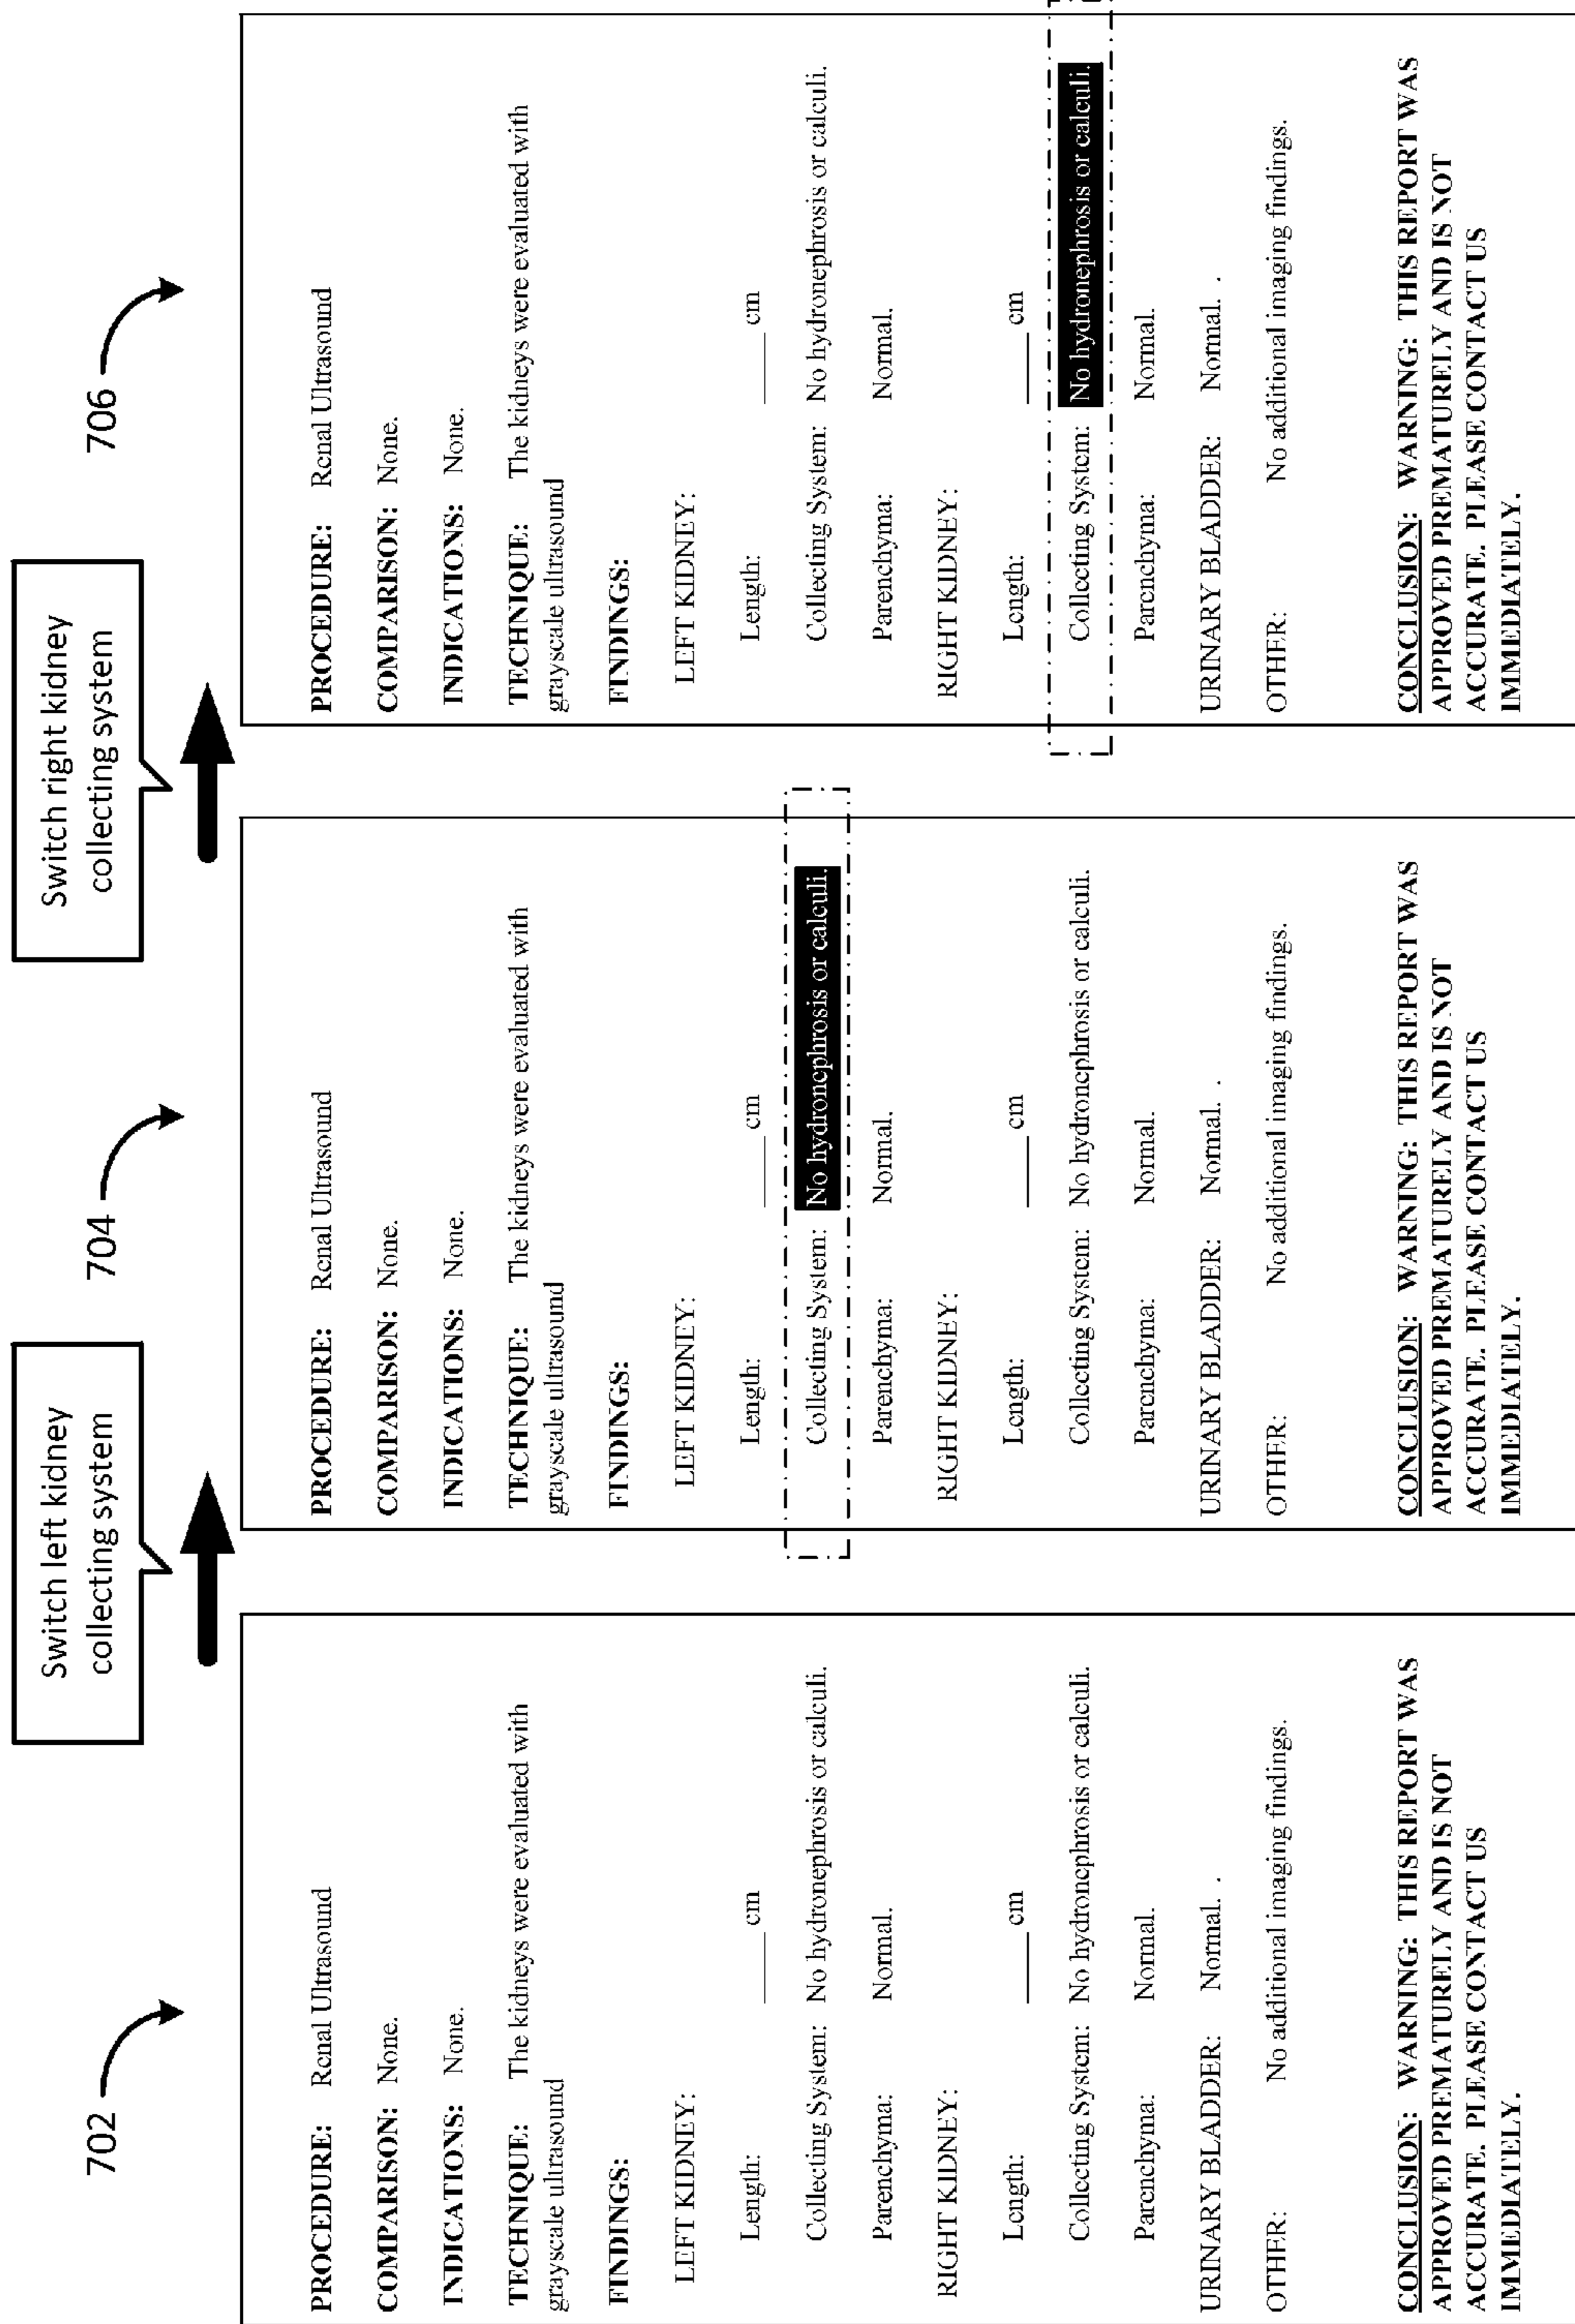 702
PROCEDURE: Renal Ultrasound
COMPARISON: None.
INDICATIONS: None.
TECHNIQUE: The kidneys were evaluated with
grayscale ultrasound
FINDINGS:
LEFT KIDNEY:
Length: ____ cm
Collecting System: No hydronephrosis or calculi.
Parenchyma: Normal.
RIGHT KIDNEY:
Length: ____ cm
Collecting System: No hydronephrosis or calculi.
Parenchyma: Normal.
URINARY BLADDER: Normal. .
OTHER: No additional imaging findings.
CONCLUSION: WARNING: THIS REPORT WAS
APPROVED PREMATURELY AND IS NOT
ACCURATE. PLEASE CONTACT US
IMMEDIATELY.
Switch left kidney
collecting system
704
PROCEDURE: Renal Ultrasound
COMPARISON: None.
INDICATIONS: None.
TECHNIQUE: The kidneys were evaluated with
grayscale ultrasound
FINDINGS:
LEFT KIDNEY:
Length: ____ cm
Collecting System: No hydronephrosis or calculi.
Parenchyma: Normal.
RIGHT KIDNEY:
Length: ____ cm
Collecting System: No hydronephrosis or calculi.
Parenchyma: Normal.
URINARY BLADDER: Normal. .
OTHER: No additional imaging findings.
CONCLUSION: WARNING: THIS REPORT WAS
APPROVED PREMATURELY AND IS NOT
ACCURATE. PLEASE CONTACT US
IMMEDIATELY.
Switch right kidney
collecting system
706
PROCEDURE: Renal Ultrasound
COMPARISON: None.
INDICATIONS: None.
TECHNIQUE: The kidneys were evaluated with
grayscale ultrasound
FINDINGS:
LEFT KIDNEY:
Length: ____ cm
Collecting System: No hydronephrosis or calculi.
Parenchyma: Normal.
RIGHT KIDNEY:
Length: ____ cm
Collecting System: No hydronephrosis or calculi.
Parenchyma: Normal.
URINARY BLADDER: Normal. .
OTHER: No additional imaging findings.
CONCLUSION: WARNING: THIS REPORT WAS
APPROVED PREMATURELY AND IS NOT
ACCURATE. PLEASE CONTACT US
IMMEDIATELY.